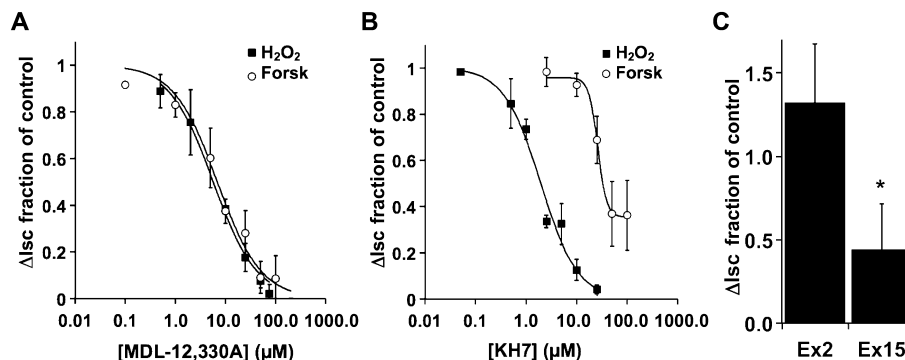 A
B
C
H₂O₂
Forsk
H₂O₂
Forsk
ΔIsc fraction of control
1
0.8
0.6
0.4
0.2
0
0.01 0.1 1.0 10.0 100.0 1000.0
[MDL-12,330A] (μM)
ΔIsc fraction of control
1
0.8
0.6
0.4
0.2
0
0.01 0.1 1.0 10.0 100.0 1000.0
[KH7] (μM)
ΔIsc fraction of control
1.5
1.0
0.5
0.0
*
Ex2 Ex15